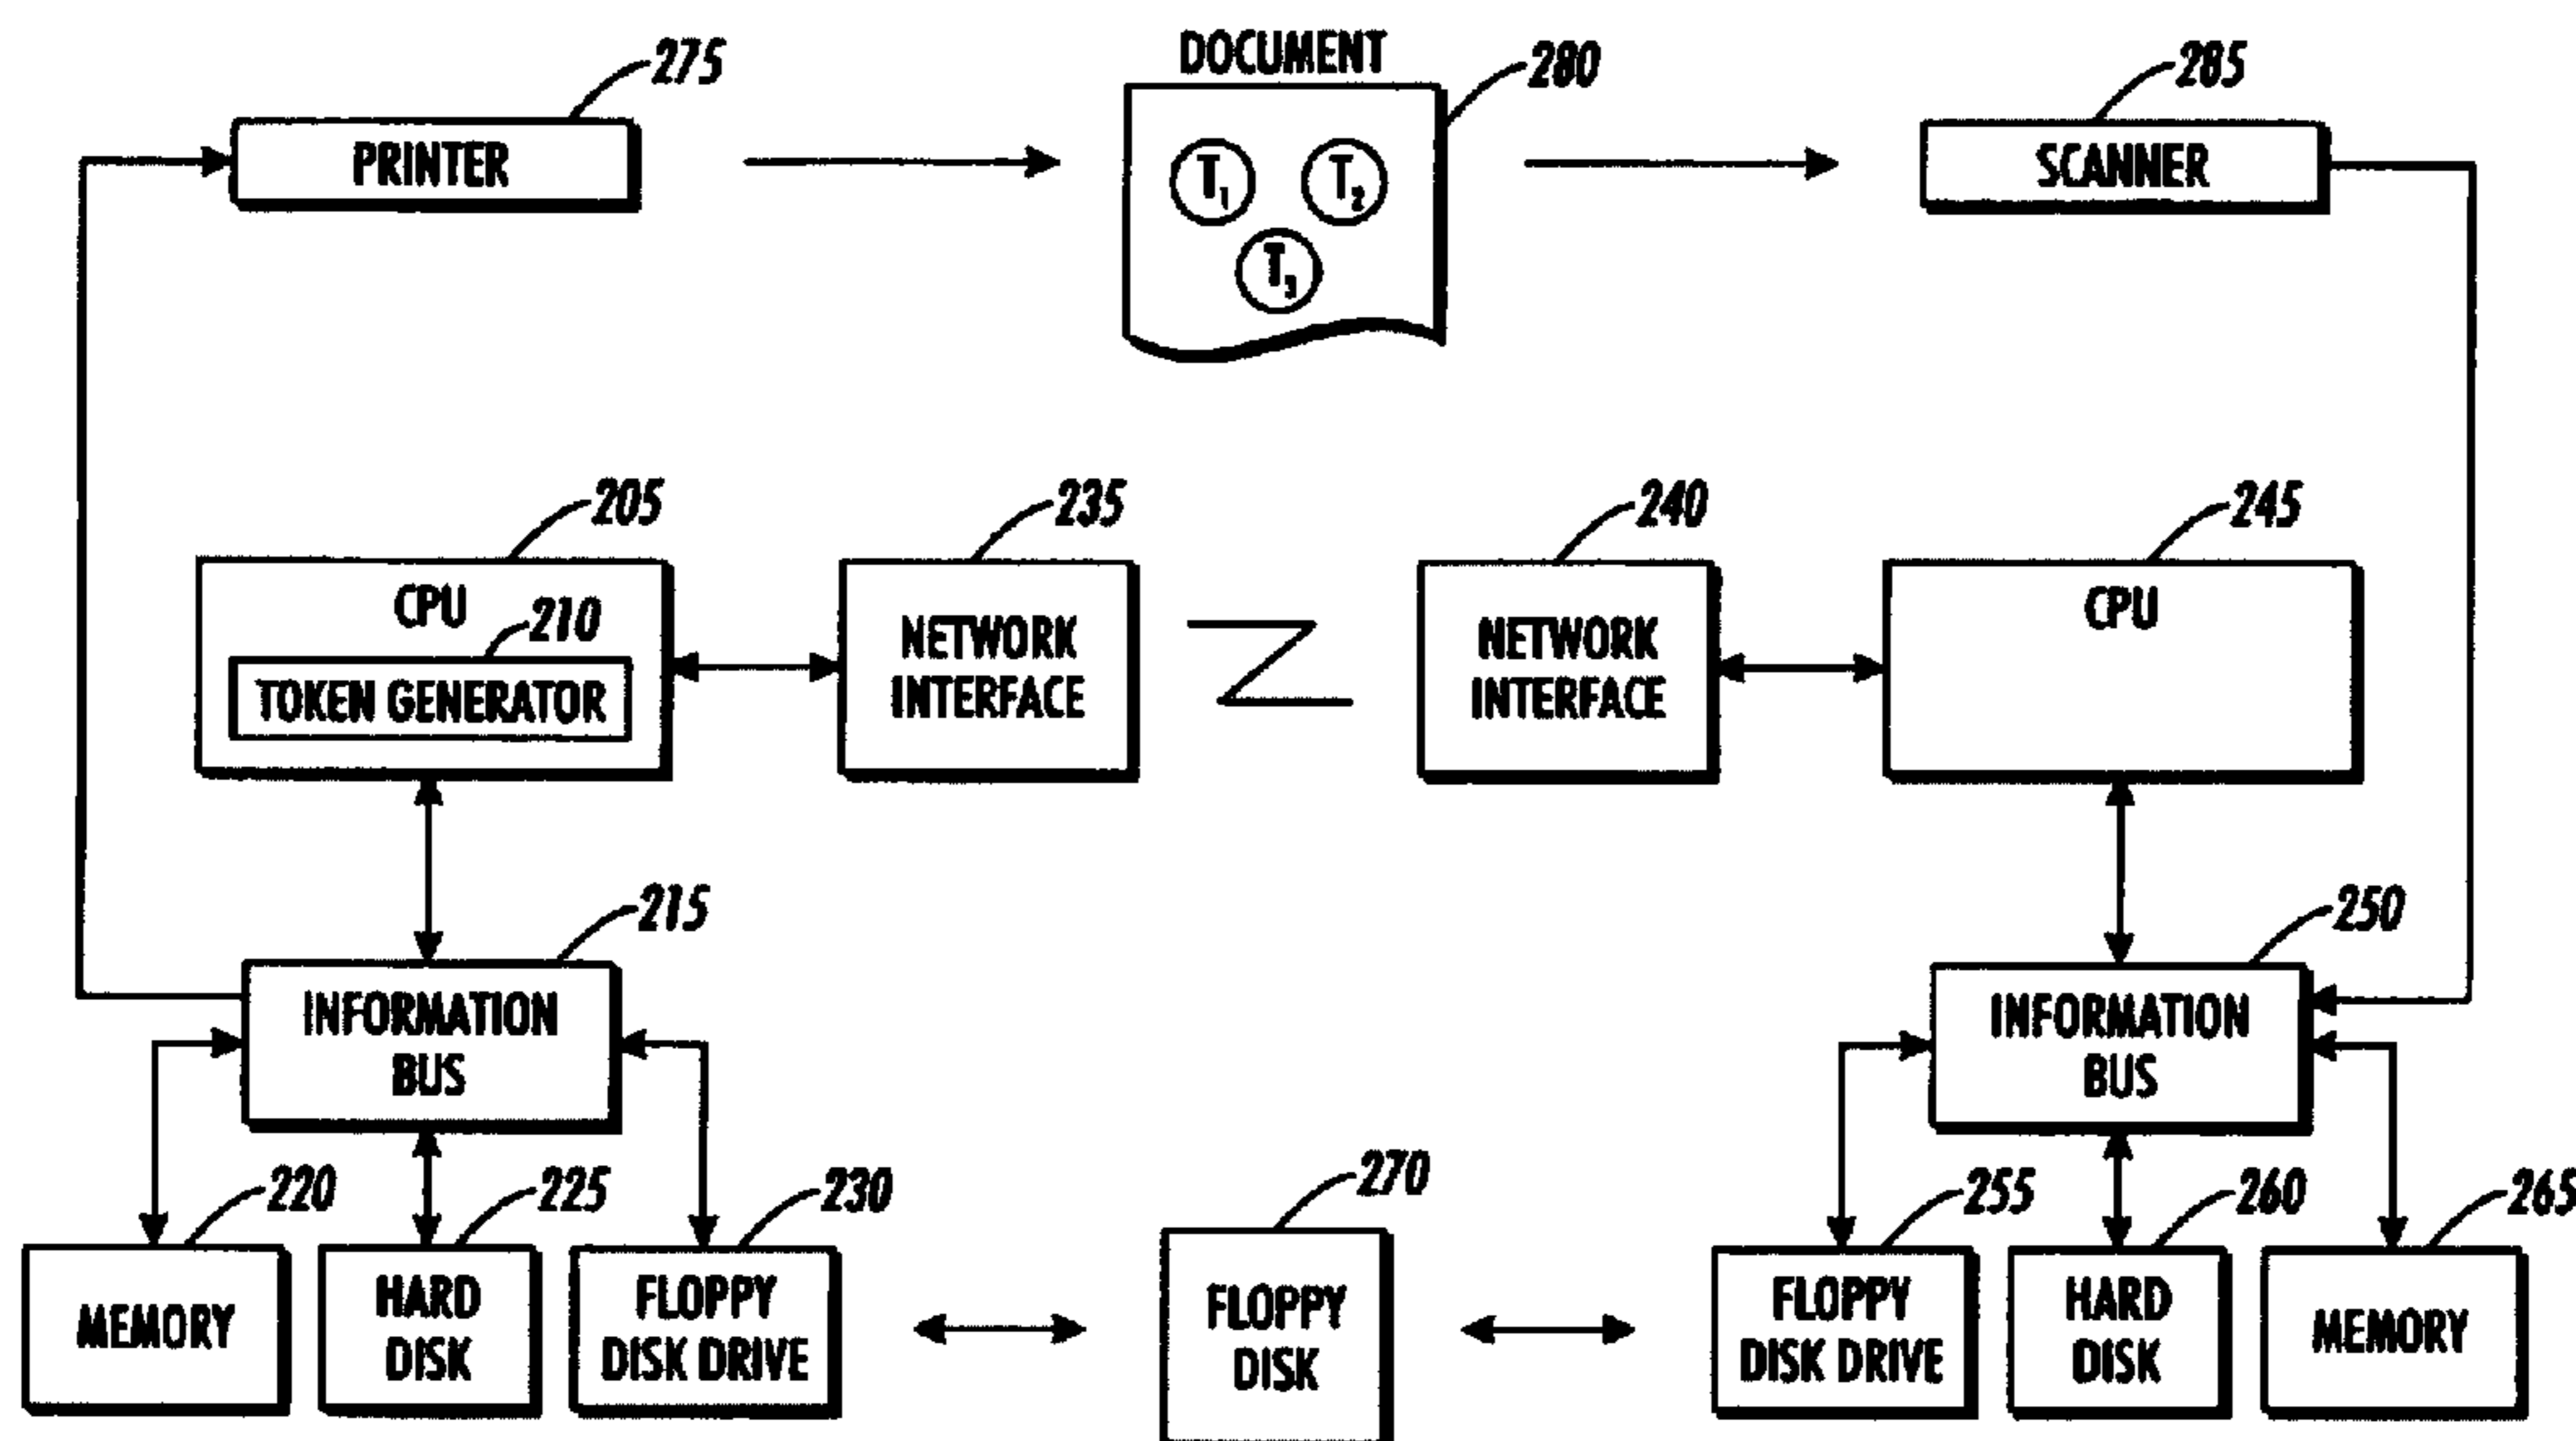 275
DOCUMENT
280
285
PRINTER
T1
T2
T3
SCANNER
205
235
240
245
CPU
210
TOKEN GENERATOR
NETWORK
INTERFACE
NETWORK
INTERFACE
CPU
215
250
INFORMATION
BUS
INFORMATION
BUS
220
225
230
270
255
260
265
MEMORY
HARD
DISK
FLOPPY
DISK DRIVE
FLOPPY
DISK
FLOPPY
DISK DRIVE
HARD
DISK
MEMORY